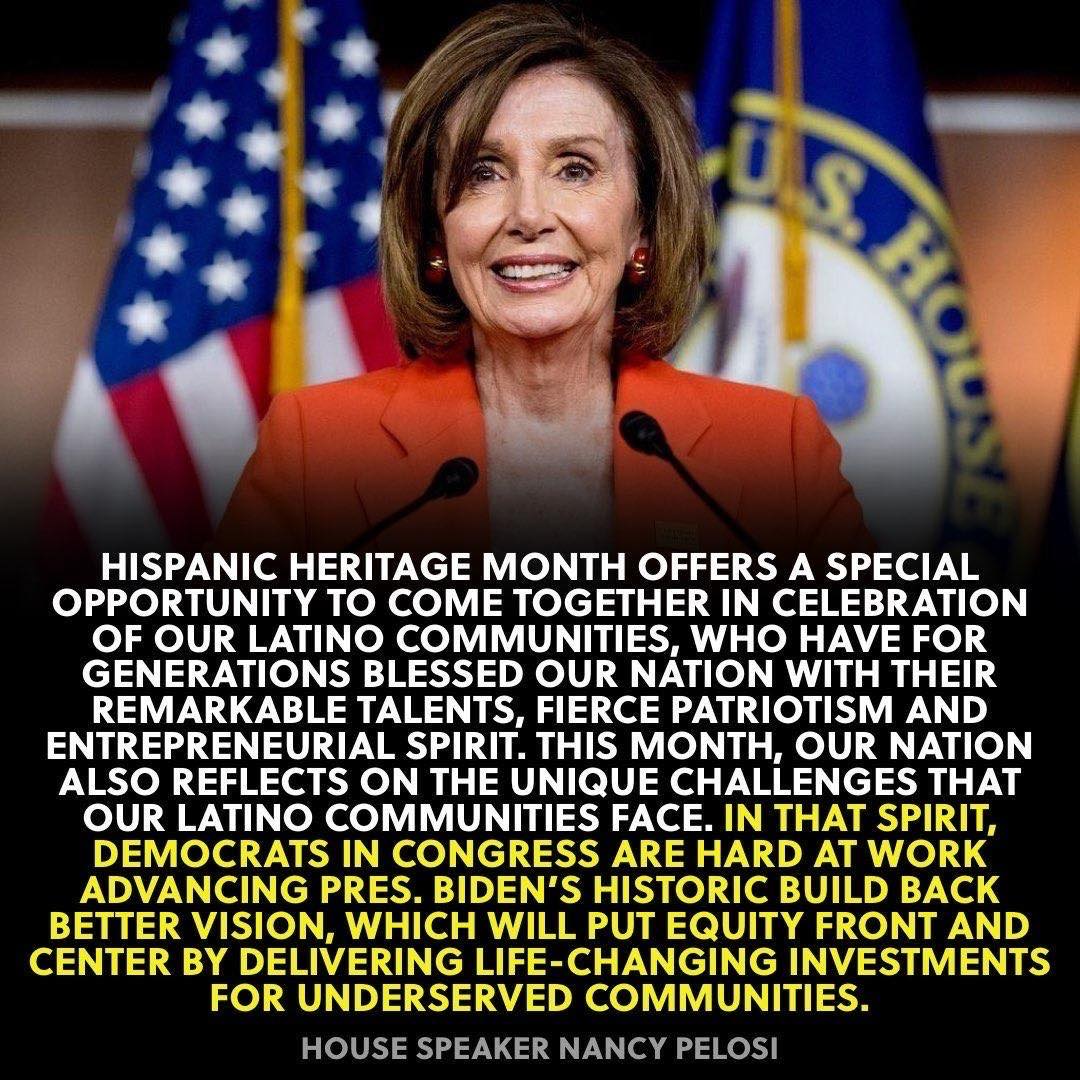 U.S. HOUSE
HISPANIC HERITAGE MONTH OFFERS A SPECIAL
OPPORTUNITY TO COME TOGETHER IN CELEBRATION
OF OUR LATINO COMMUNITIES, WHO HAVE FOR
GENERATIONS BLESSED OUR NATION WITH THEIR
REMARKABLE TALENTS, FIERCE PATRIOTISM AND
ENTREPRENEURIAL SPIRIT. THIS MONTH, OUR NATION
ALSO REFLECTS ON THE UNIQUE CHALLENGES THAT
OUR LATINO COMMUNITIES FACE. IN THAT SPIRIT,
DEMOCRATS IN CONGRESS ARE HARD AT WORK
ADVANCING PRES. BIDEN'S HISTORIC BUILD BACK
BETTER VISION, WHICH WILL PUT EQUITY FRONT AND
CENTER BY DELIVERING LIFE-CHANGING INVESTMENTS
FOR UNDERSERVED COMMUNITIES.
HOUSE SPEAKER NANCY PELOSI